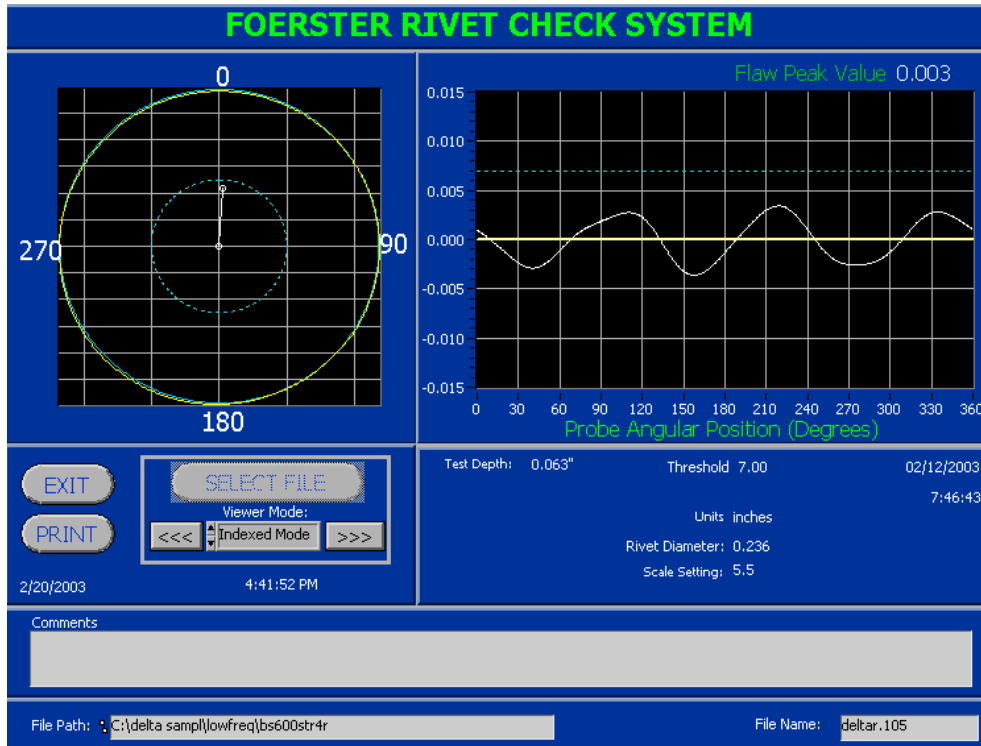 FOERSTER RIVET CHECK SYSTEM
0
270
90
180
Flaw Peak Value 0.003
0.015
0.010
0.005
0.000
-0.005
-0.010
-0.015
0 30 60 90 120 150 180 210 240 270 300 330 360
Probe Angular Position (Degrees)
EXIT
SELECT FILE
Viewer Mode:
PRINT
<<< Indexed Mode >>>
2/20/2003 4:41:52 PM
Test Depth: 0.063" Threshold 7.00 02/12/2003
7:46:43
Units inches
Rivet Diameter: 0.236
Scale Setting: 5.5
Comments
File Path: C:\delta sampl\lowfreq\bs600str4r File Name: deltar.105